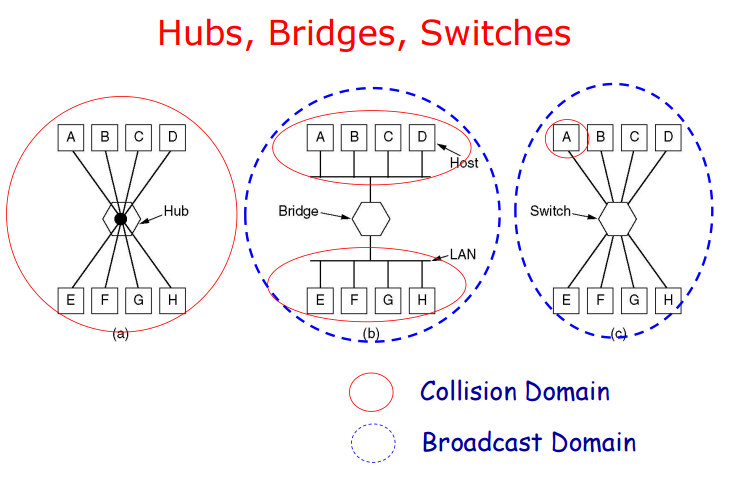 Hubs, Bridges, Switches
A B C D
Hub
E F G H
(a)
A B C D
Host
Bridge
LAN
E F G H
(b)
A B C D
Switch
E F G H
(c)
Collision Domain
Broadcast Domain